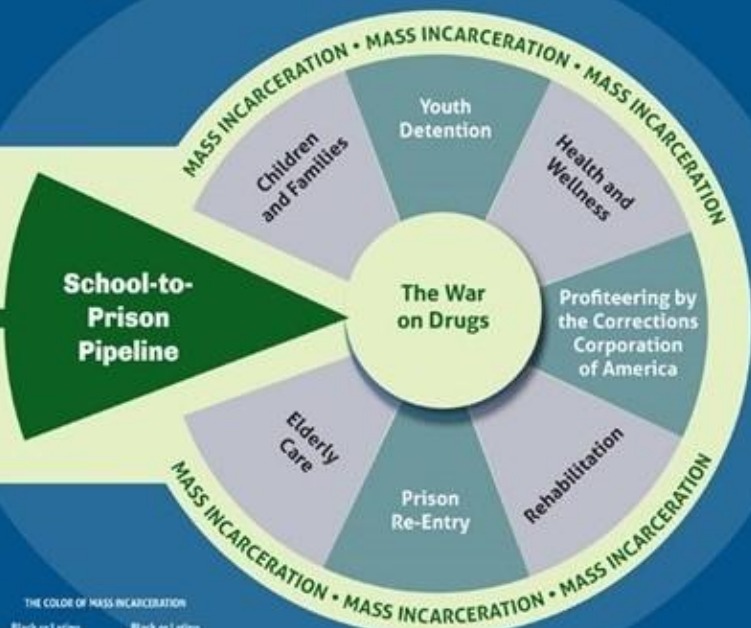 MASS INCARCERATION • MASS INCARCERATION • MASS INCARCERATION
Youth
Detention
Children
and Families
Health and
Wellness
School-to-
Prison
Pipeline
The War
on Drugs
Profiteering by
the Corrections
Corporation
of America
Elderly
Care
Prison
Re-Entry
Rehabilitation
MASS INCARCERATION • MASS INCARCERATION • MASS INCARCERATION
THE COLOR OF MASS INCARCERATION